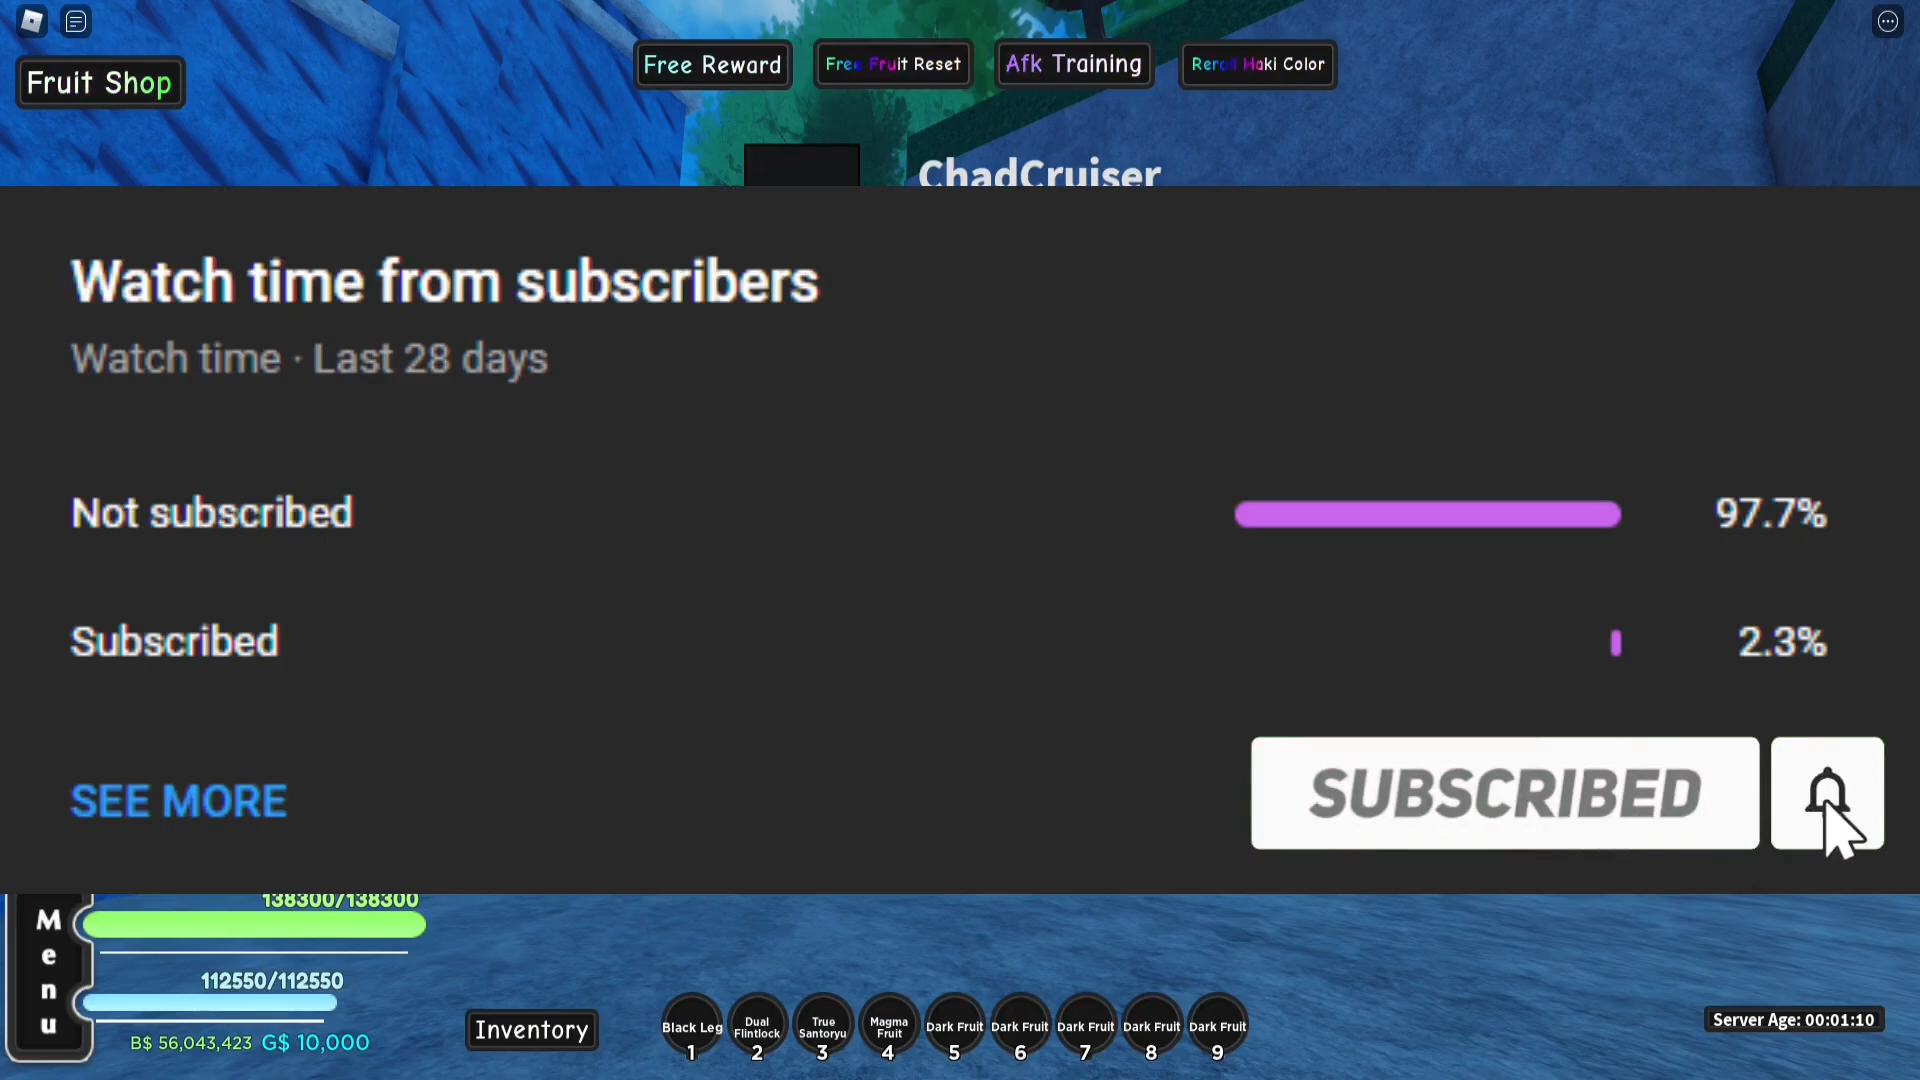 Fruit Shop
Free Reward
Free Fruit Reset
Afk Training
Reroll Haki Color
ChadCruiser
Watch time from subscribers
Watch time · Last 28 days
Not subscribed 97.7%
Subscribed 2.3%
SEE MORE
SUBSCRIBED
Menu
138300/138300
112550/112550
B$ 56,043,423 G$ 10,000
Inventory
Black Leg
1
Dual
Flintlock
2
True
Santoryu
3
Magma
Fruit
4
Dark Fruit
5
Dark Fruit
6
Dark Fruit
7
Dark Fruit
8
Dark Fruit
9
Server Age: 00:01:10